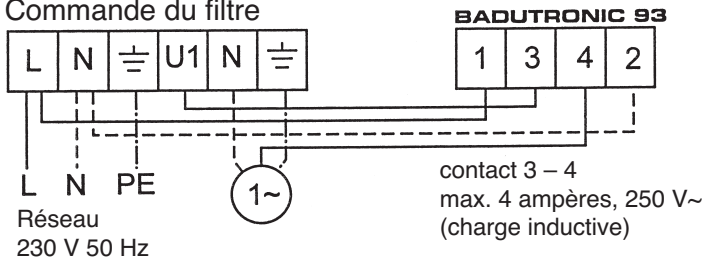 Commande du filtre
BADUTRONIC 93
L N U1 N
1 3 4 2
L N PE
1~
Réseau
230 V 50 Hz
contact 3 – 4
max. 4 ampères, 250 V~
(charge inductive)